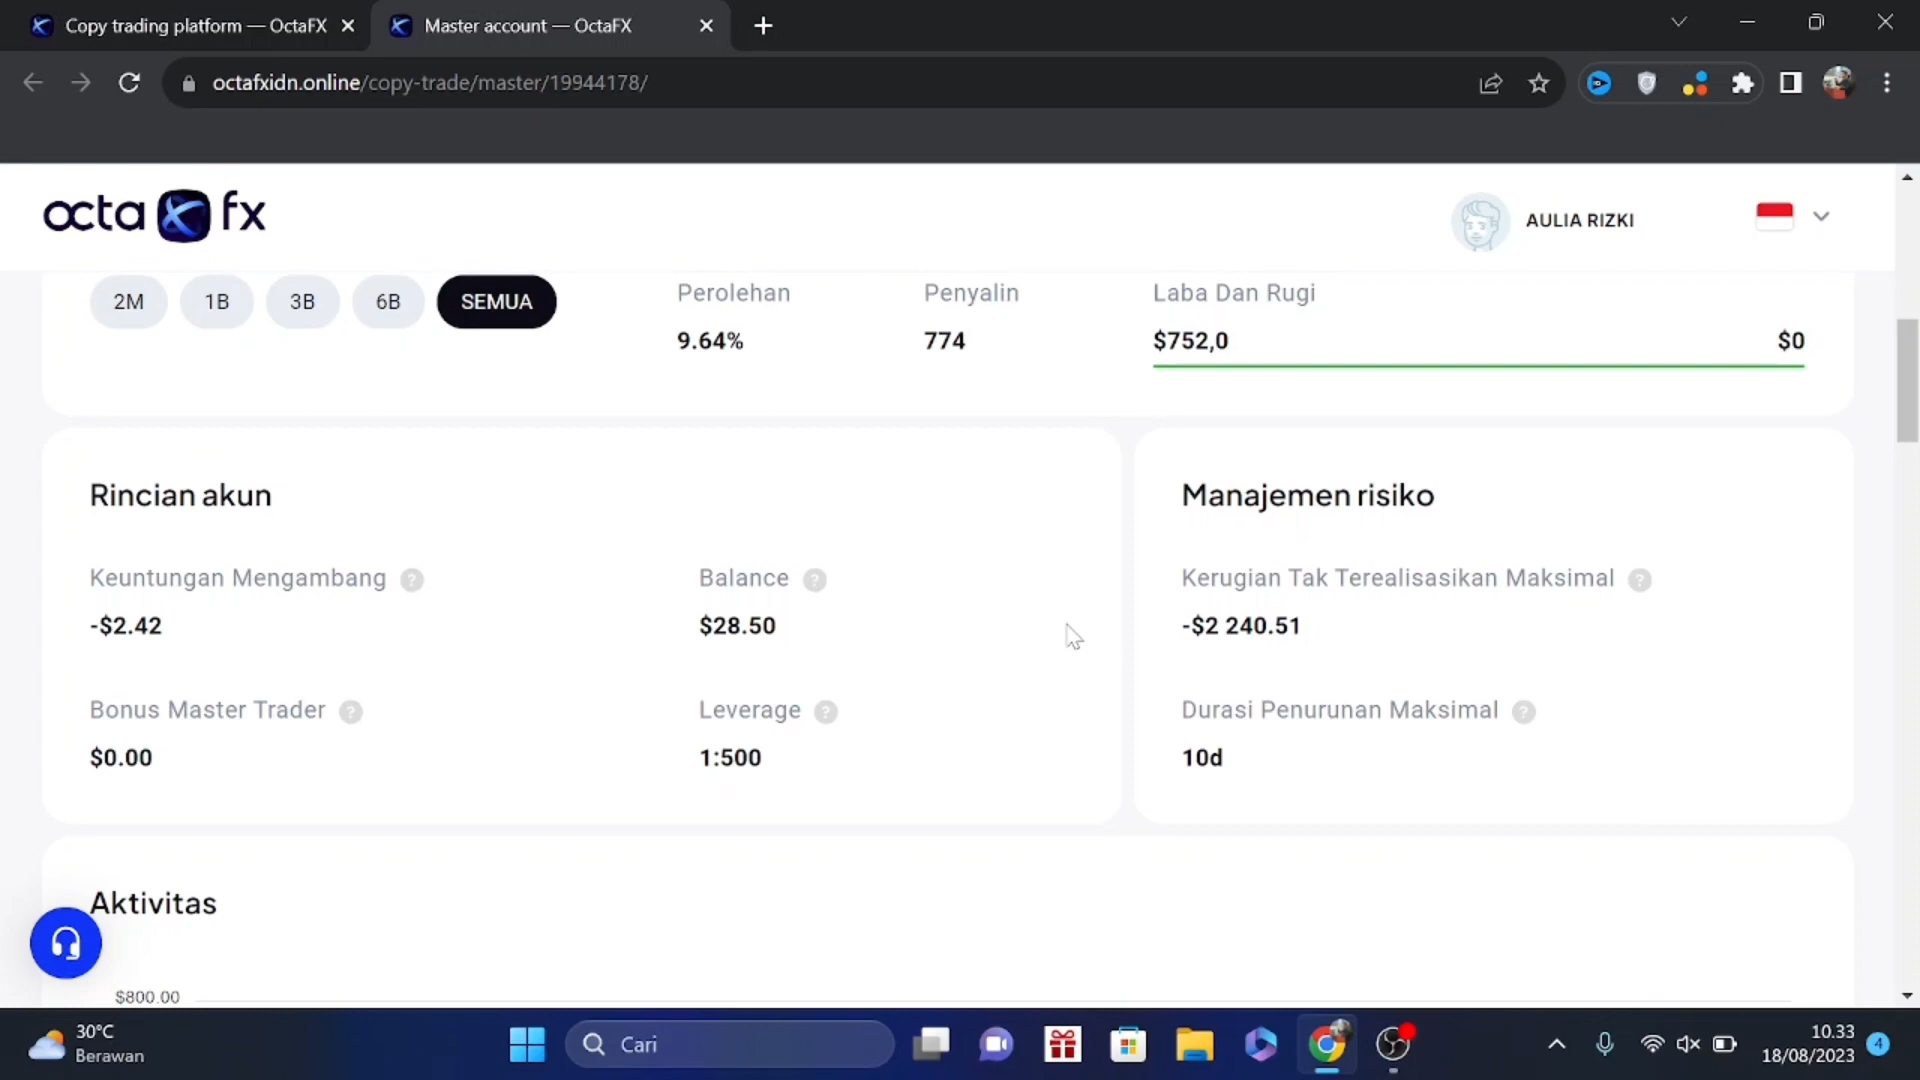 Copy trading platform — OctaFX
Master account — OctaFX
octafxidn.online/copy-trade/master/19944178/
octa fx
AULIA RIZKI
2M 1B 3B 6B SEMUA
Perolehan
9.64%
Penyalin
774
Laba Dan Rugi
$752,0 $0
Rincian akun
Keuntungan Mengambang ?
-$2.42
Balance ?
$28.50
Bonus Master Trader ?
$0.00
Leverage ?
1:500
Manajemen risiko
Kerugian Tak Terealisasikan Maksimal ?
-$2 240.51
Durasi Penurunan Maksimal ?
10d
Aktivitas
$800.00
30°C
Berawan
Cari
10.33
18/08/2023
4